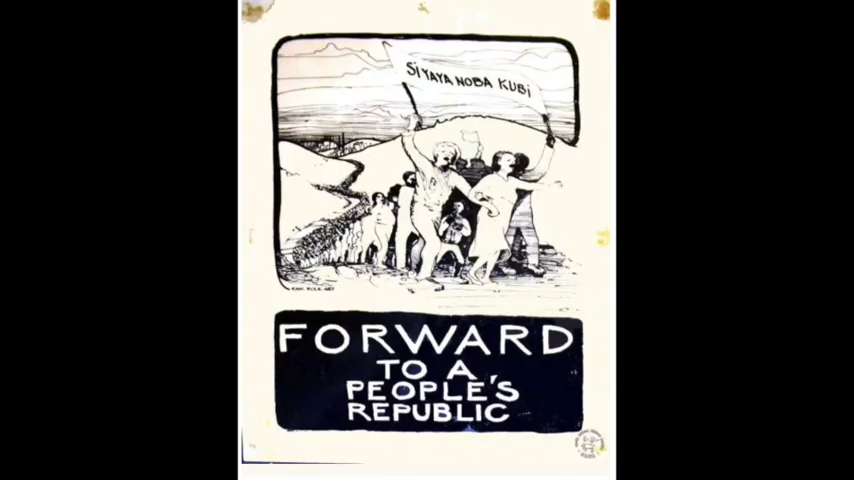 SIYAYA NOBA KUBI
FORWARD
TO A
PEOPLE'S
REPUBLIC